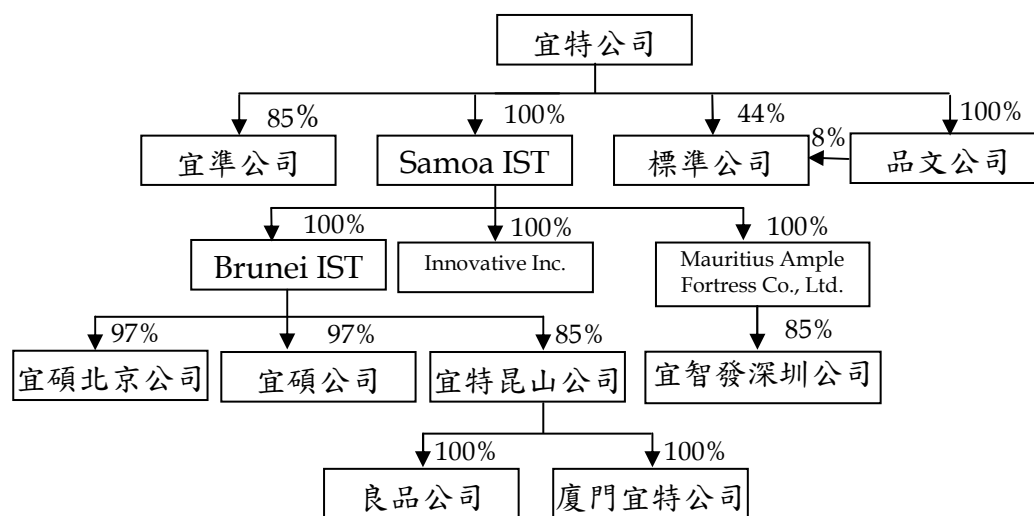 宜特公司
85%
100%
44%
100%
8%
宜準公司
Samoa IST
標準公司
品文公司
100%
100%
100%
Brunei IST
Innovative Inc.
Mauritius Ample
Fortress Co., Ltd.
97%
97%
85%
85%
宜碩北京公司
宜碩公司
宜特昆山公司
宜智發深圳公司
100%
100%
良品公司
廈門宜特公司